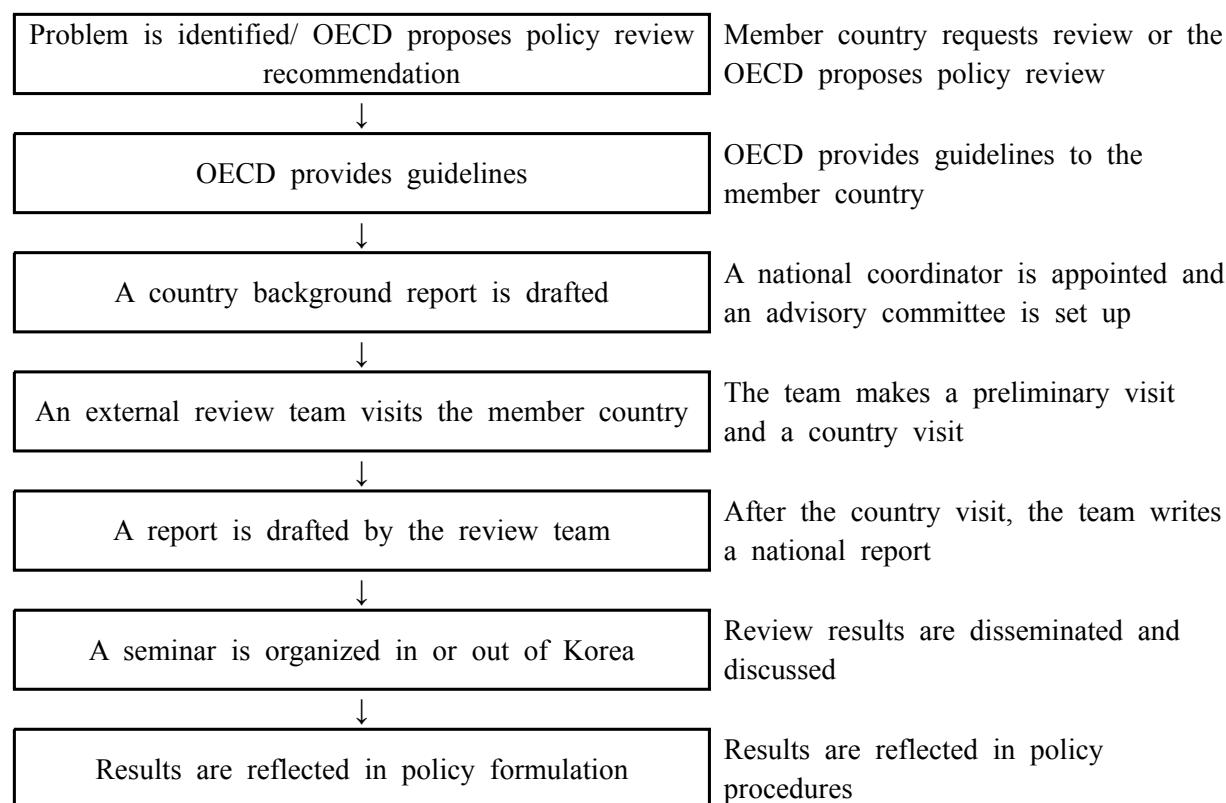 Problem is identified/ OECD proposes policy review
recommendation
Member country requests review or the
OECD proposes policy review
↓
OECD provides guidelines
OECD provides guidelines to the
member country
↓
A country background report is drafted
A national coordinator is appointed and
an advisory committee is set up
↓
An external review team visits the member country
The team makes a preliminary visit
and a country visit
↓
A report is drafted by the review team
After the country visit, the team writes
a national report
↓
A seminar is organized in or out of Korea
Review results are disseminated and
discussed
↓
Results are reflected in policy formulation
Results are reflected in policy
procedures